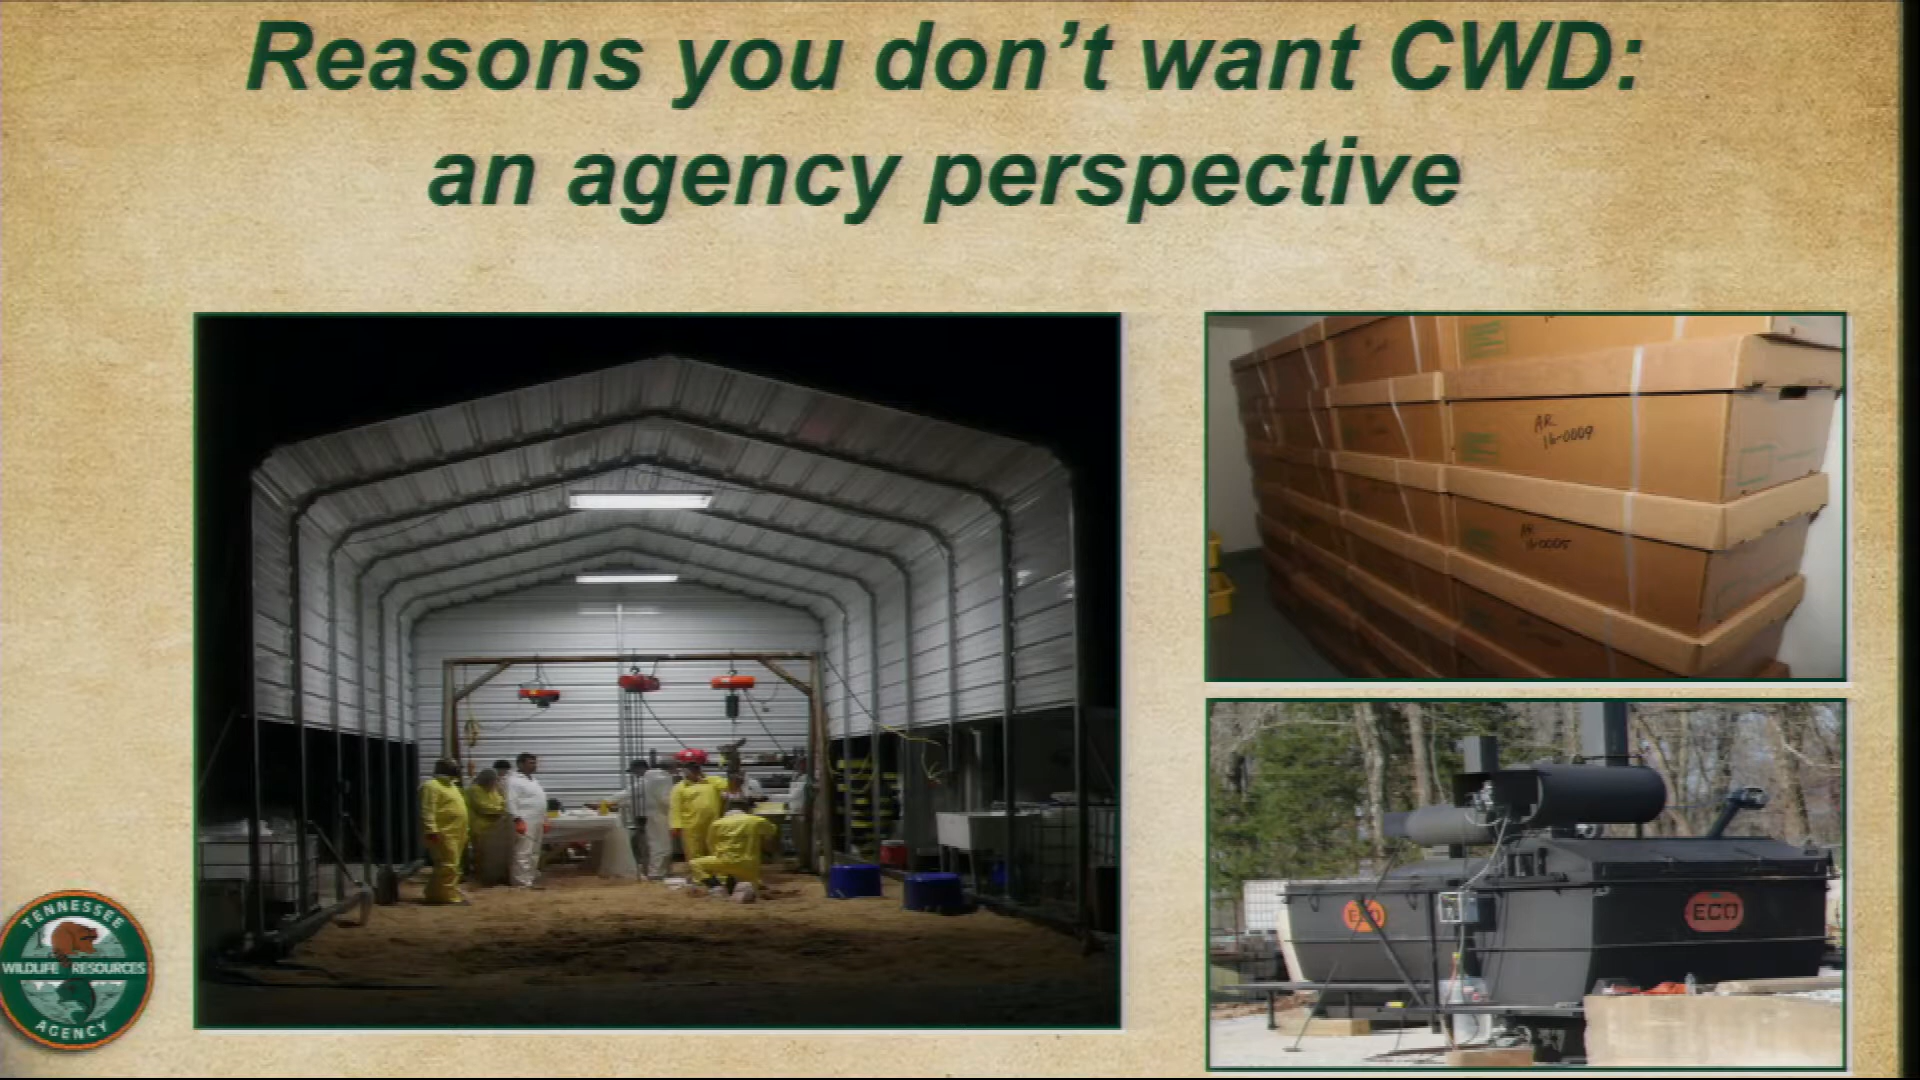 Reasons you don't want CWD:
an agency perspective
AR
16-0009
AR
16-0005
ECO
ECO
TENNESSEE
WILDLIFE RESOURCES
AGENCY